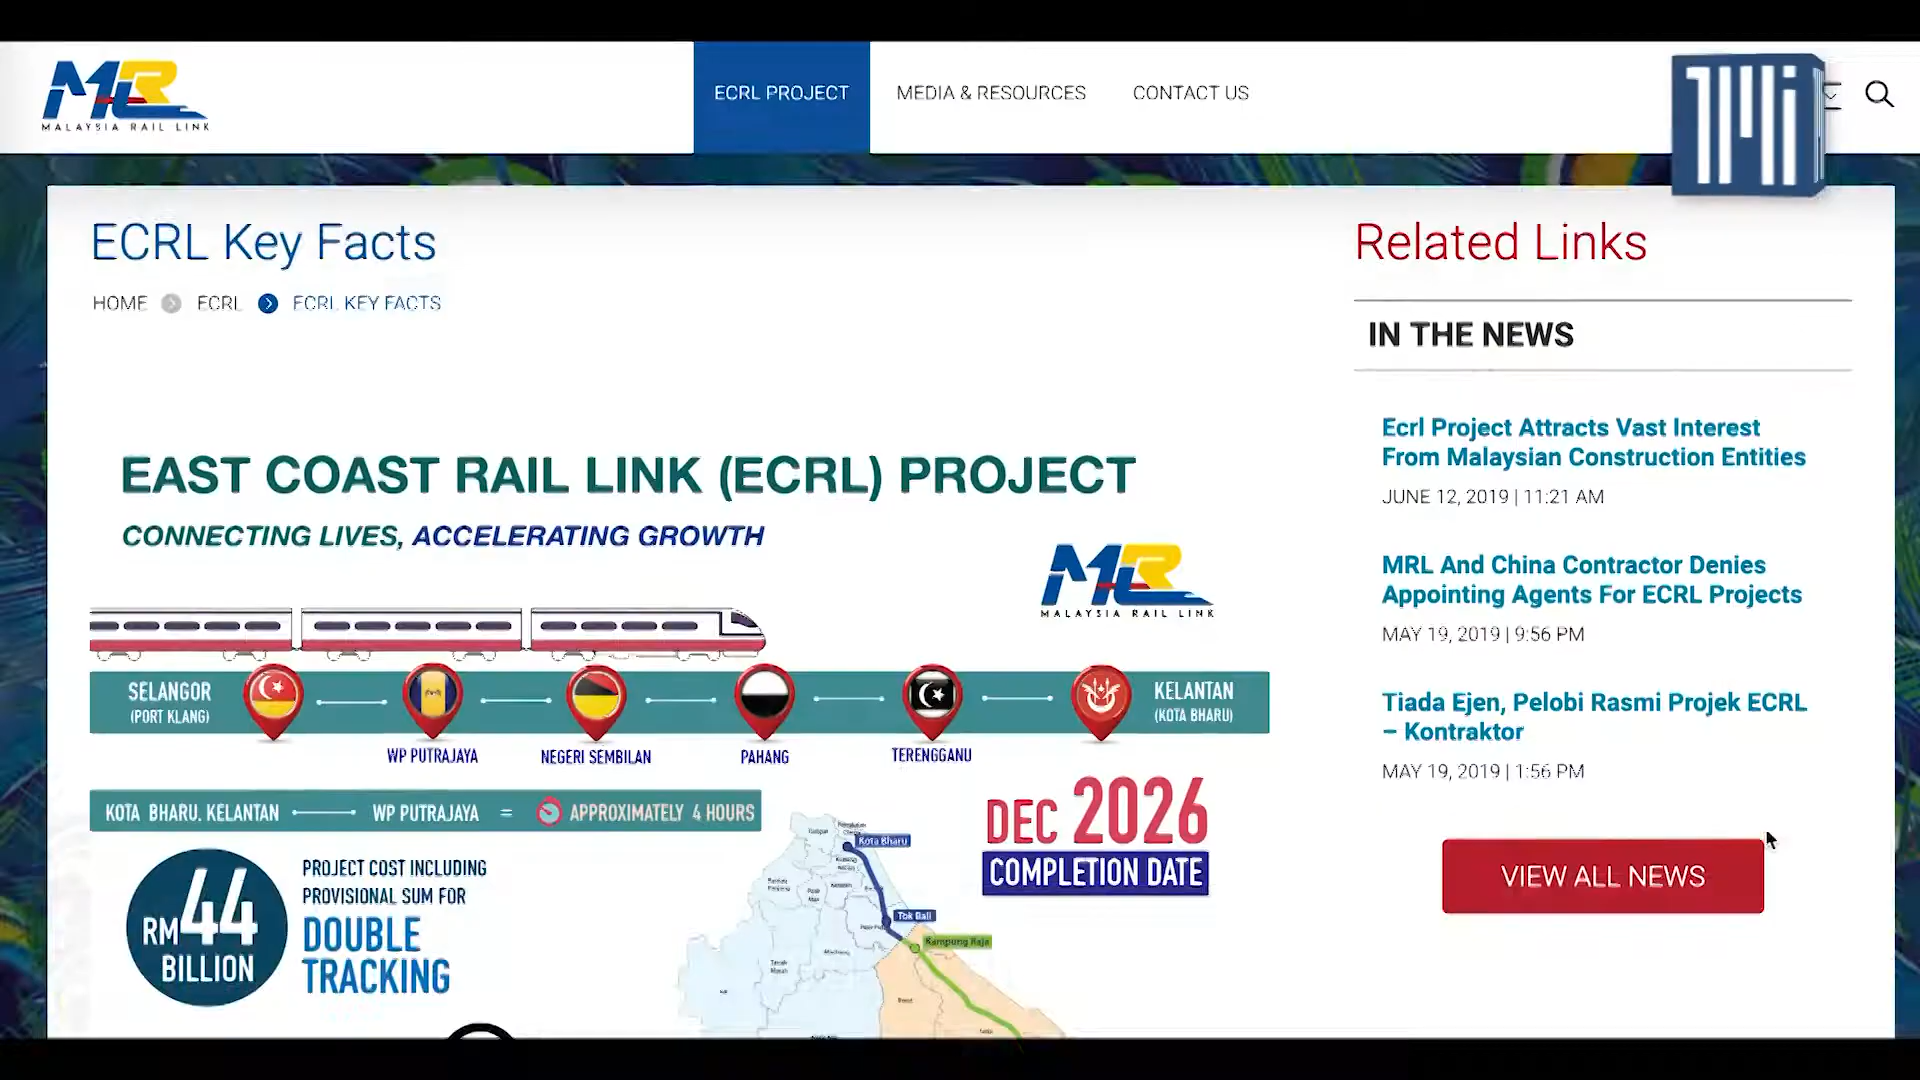 MALAYSIA RAIL LINK
ECRL PROJECT
MEDIA & RESOURCES
CONTACT US
ECRL Key Facts
HOME ECRL ECRL KEY FACTS
EAST COAST RAIL LINK (ECRL) PROJECT
CONNECTING LIVES, ACCELERATING GROWTH
MALAYSIA RAIL LINK
SELANGOR
(PORT KLANG)
KELANTAN
(KOTA BHARU)
WP PUTRAJAYA
NEGERI SEMBILAN
PAHANG
TERENGGANU
KOTA BHARU. KELANTAN WP PUTRAJAYA = APPROXIMATELY 4 HOURS
DEC 2026
COMPLETION DATE
RM44
BILLION
PROJECT COST INCLUDING
PROVISIONAL SUM FOR
DOUBLE
TRACKING
Kota Bharu
Tok Bali
Kampung Raja
Related Links
IN THE NEWS
Ecrl Project Attracts Vast Interest
From Malaysian Construction Entities
JUNE 12, 2019 | 11:21 AM
MRL And China Contractor Denies
Appointing Agents For ECRL Projects
MAY 19, 2019 | 9:56 PM
Tiada Ejen, Pelobi Rasmi Projek ECRL
– Kontraktor
MAY 19, 2019 | 1:56 PM
VIEW ALL NEWS